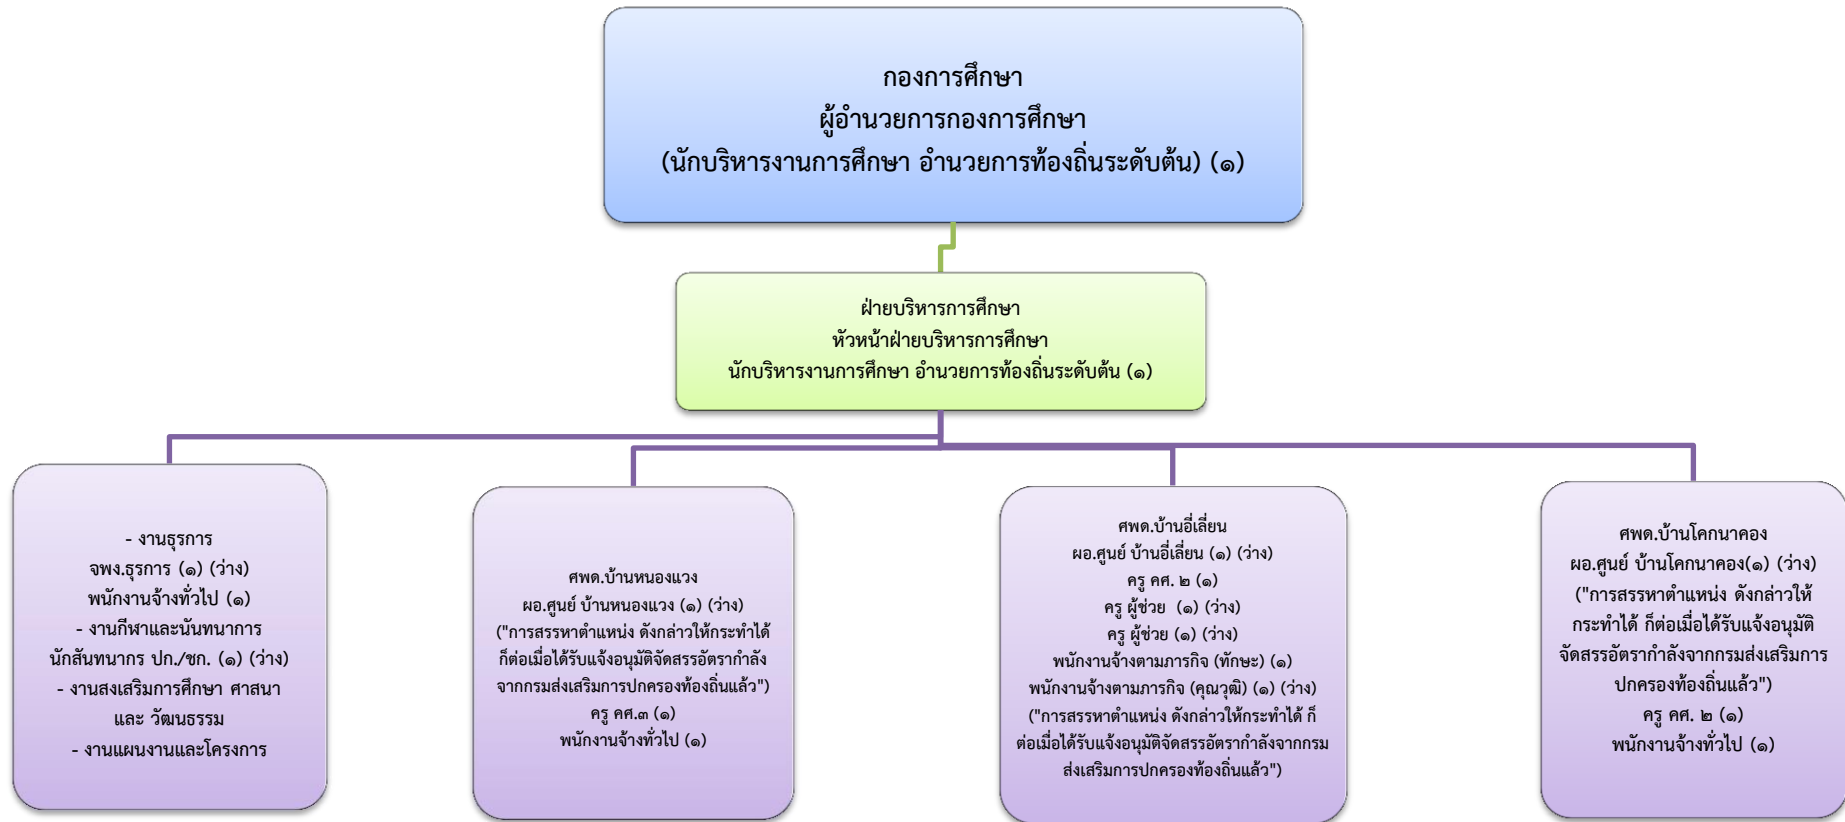 กองการศึกษา
ผู้อำนวยการกองการศึกษา
(นักบริหารงานการศึกษา อำนวยการท้องถิ่นระดับต้น) (๑)
ฝ่ายบริหารการศึกษา
หัวหน้าฝ่ายบริหารการศึกษา
นักบริหารงานการศึกษา อำนวยการท้องถิ่นระดับต้น (๑)
- งานธุรการ
จพง.ธุรการ (๑) (ว่าง)
พนักงานจ้างทั่วไป (๑)
- งานกีฬาและนันทนาการ
นักสันทนากร ปก./ชก. (๑) (ว่าง)
- งานสงเสริมการศึกษา ศาสนา
และ วัฒนธรรม
- งานแผนงานและโครงการ
ศพด.บ้านหนองแวง
ผอ.ศูนย์ บ้านหนองแวง (๑) (ว่าง)
("การสรรหาตำแหน่ง ดังกล่าวให้กระทำได้
ก็ต่อเมื่อได้รับแจ้งอนุมัติจัดสรรอัตรากำลัง
จากกรมส่งเสริมการปกครองท้องถิ่นแล้ว")
ครู คศ.๓ (๑)
พนักงานจ้างทั่วไป (๑)
ศพด.บ้านอี่เลี่ยน
ผอ.ศูนย์ บ้านอี่เลี่ยน (๑) (ว่าง)
ครู คศ. ๒ (๑)
ครู ผู้ช่วย (๑) (ว่าง)
ครู ผู้ช่วย (๑) (ว่าง)
พนักงานจ้างตามภารกิจ (ทักษะ) (๑)
พนักงานจ้างตามภารกิจ (คุณวุฒิ) (๑) (ว่าง)
("การสรรหาตำแหน่ง ดังกล่าวให้กระทำได้ ก็
ต่อเมื่อได้รับแจ้งอนุมัติจัดสรรอัตรากำลังจากกรม
ส่งเสริมการปกครองท้องถิ่นแล้ว")
ศพด.บ้านโคกนาคอง
ผอ.ศูนย์ บ้านโคกนาคอง(๑) (ว่าง)
("การสรรหาตำแหน่ง ดังกล่าวให้
กระทำได้ ก็ต่อเมื่อได้รับแจ้งอนุมัติ
จัดสรรอัตรากำลังจากกรมส่งเสริมการ
ปกครองท้องถิ่นแล้ว")
ครู คศ. ๒ (๑)
พนักงานจ้างทั่วไป (๑)